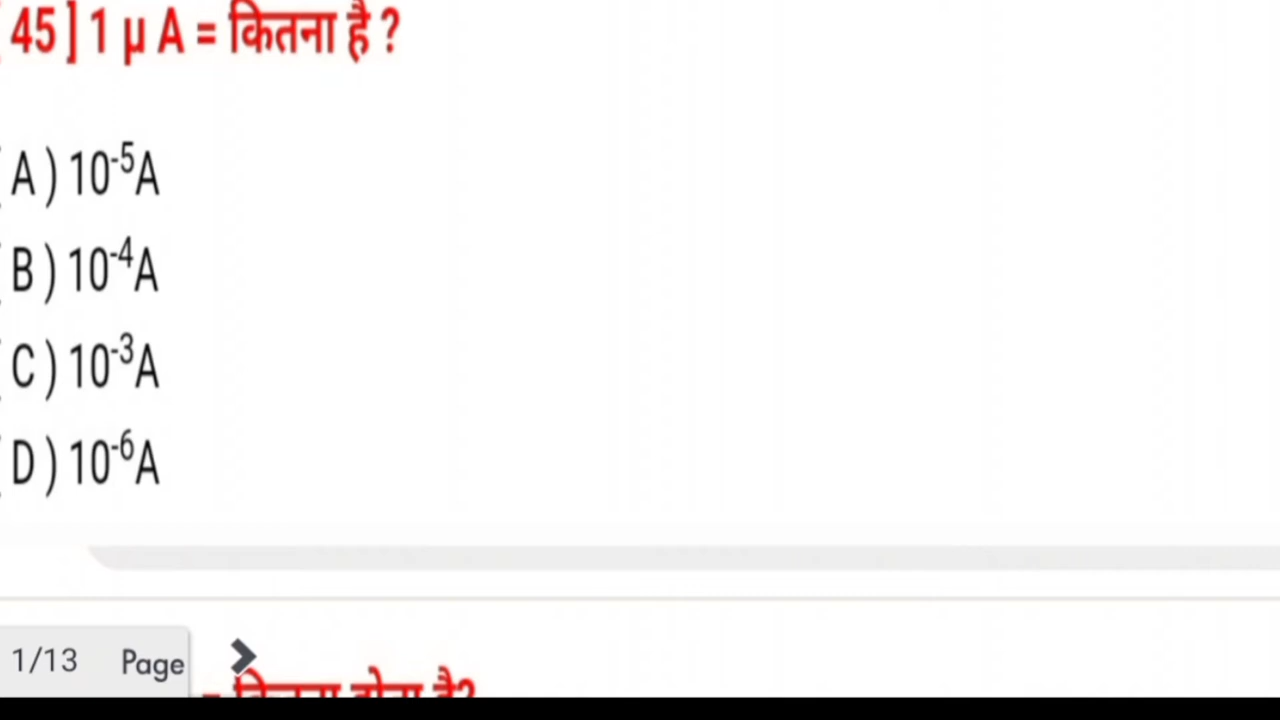 45 ] 1 μ A = कितना है ?
A ) 10⁻⁵A
B ) 10⁻⁴A
C ) 10⁻³A
D ) 10⁻⁶A
1/13 Page